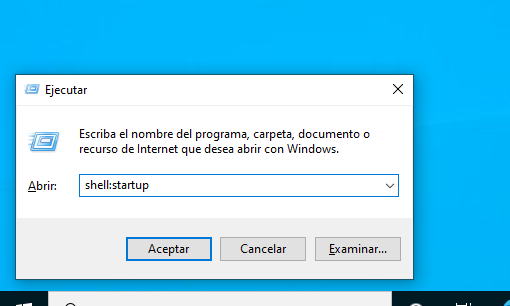 Ejecutar
Escriba el nombre del programa, carpeta, documento o
recurso de Internet que desea abrir con Windows.
Abrir: shell:startup
Aceptar Cancelar Examinar...